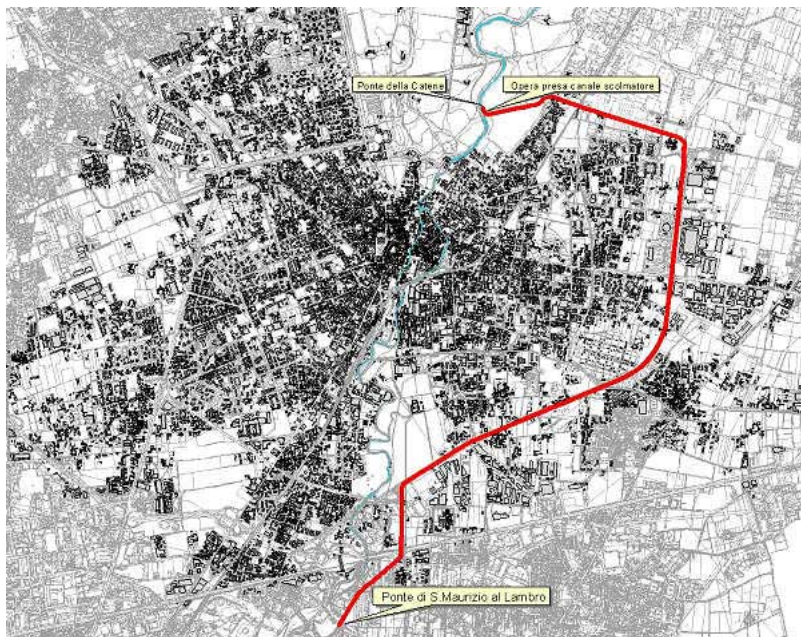 Ponte della Catene
Opera presa canale scolmatore
Ponte di S.Maurizio al Lambro